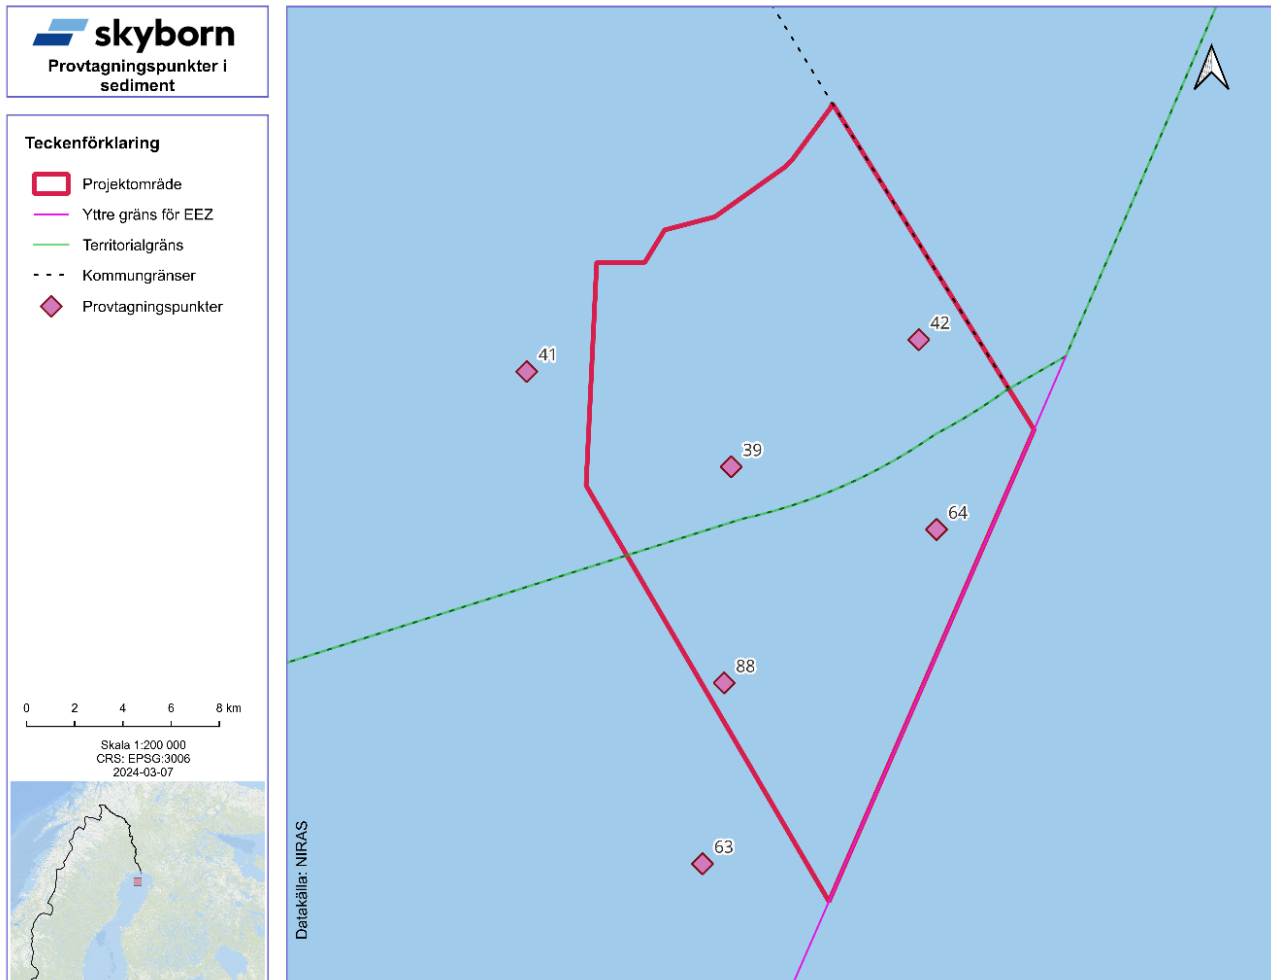 skyborn
Provtagningspunkter i
sediment
Teckenförklaring
Projektområde
Yttre gräns för EEZ
Territorialgräns
Kommungränser
Provtagningspunkter
0 2 4 6 8 km
Skala 1:200 000
CRS: EPSG:3006
2024-03-07
Datakälla: NIRAS
42
41
39
64
88
63